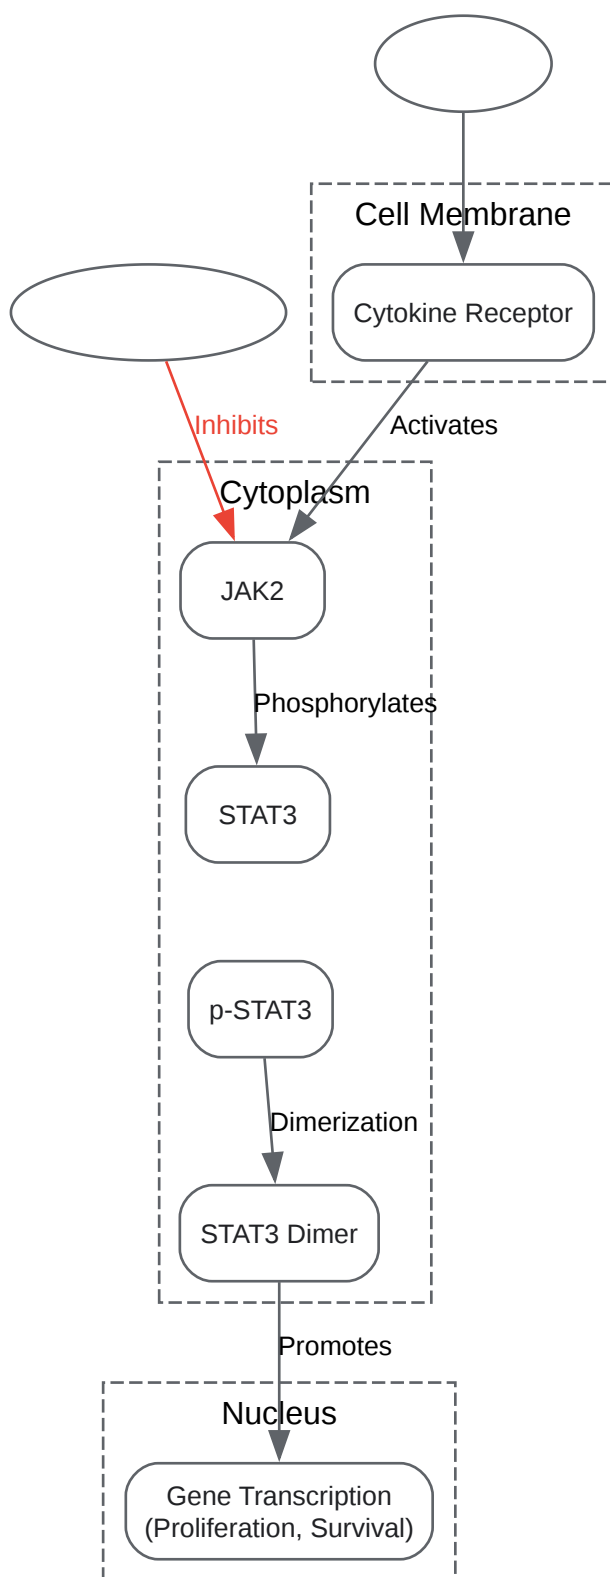 Cell Membrane
Cytokine Receptor
Inhibits
Activates
Cytoplasm
JAK2
Phosphorylates
STAT3
p-STAT3
Dimerization
STAT3 Dimer
Promotes
Nucleus
Gene Transcription
(Proliferation, Survival)